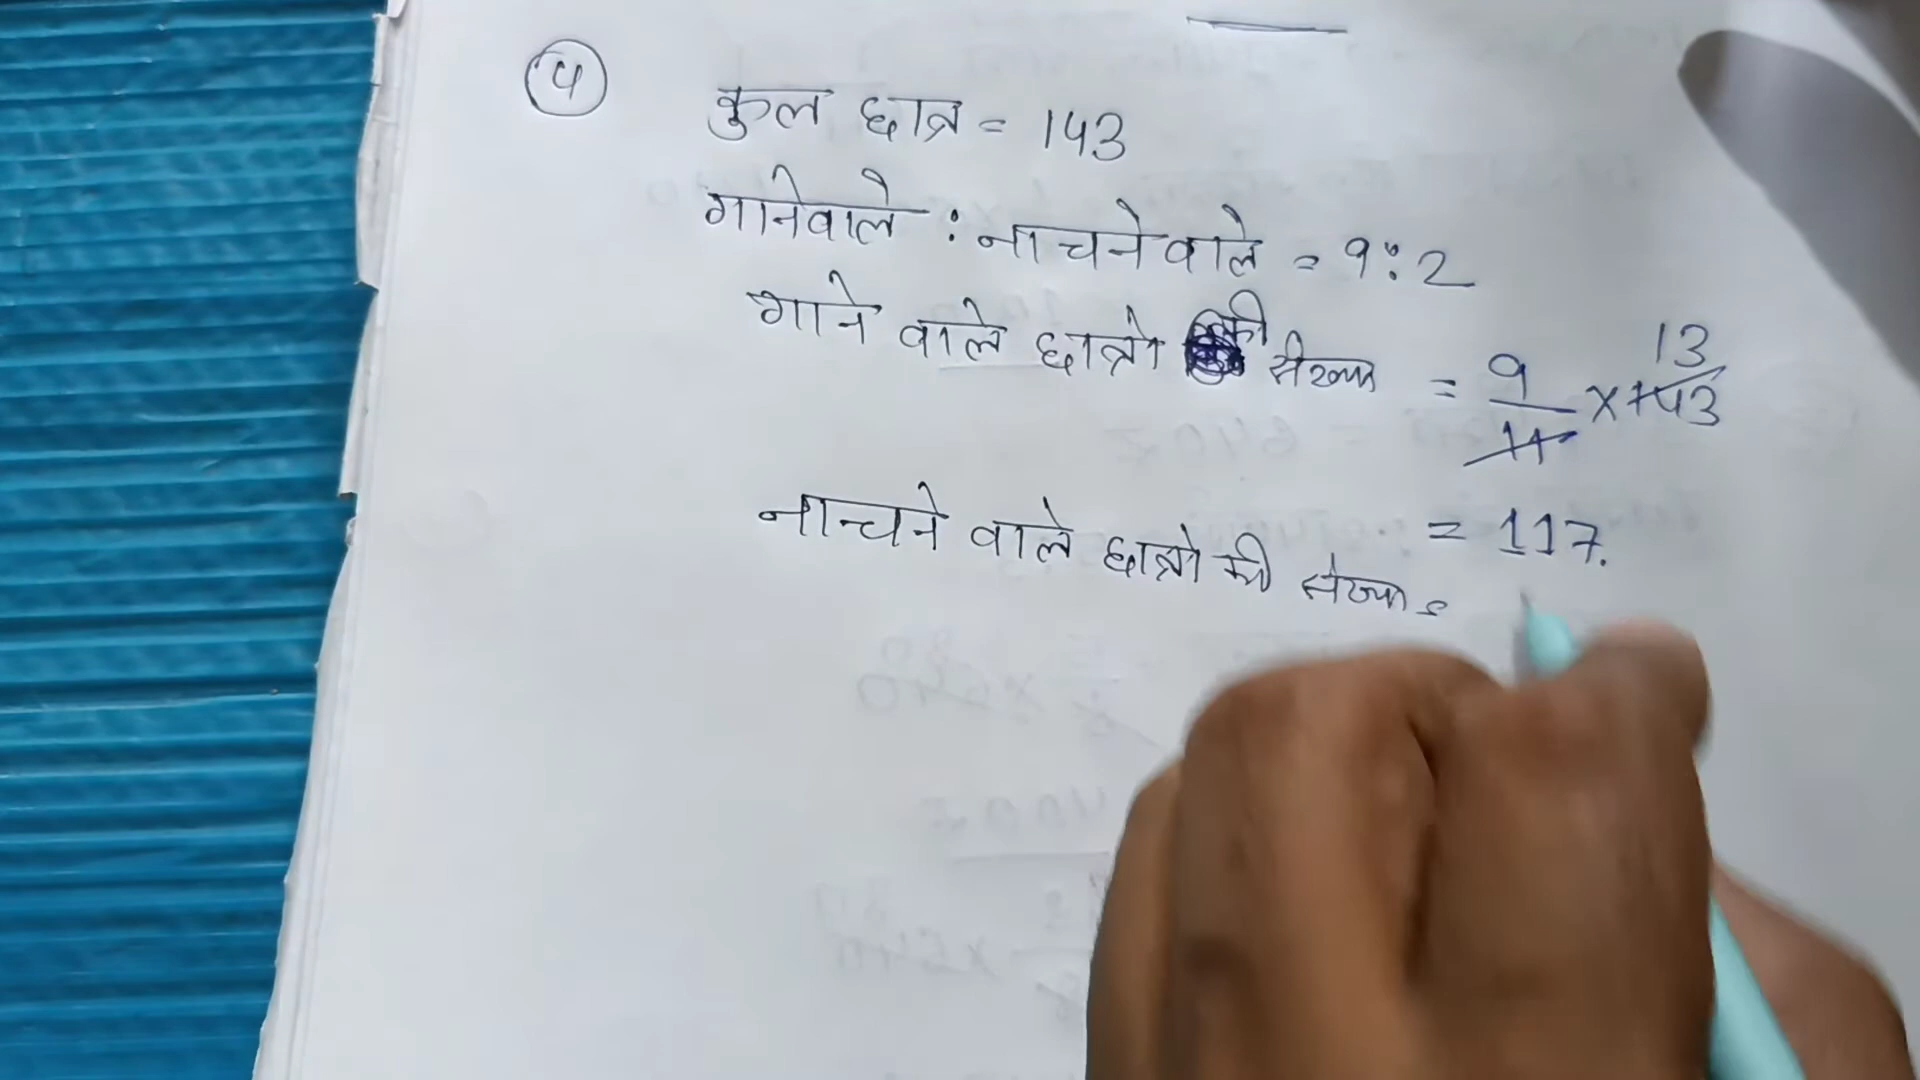 4
कुल छात्र = 143
गानेवाले : नाचनेवाले = 9:2
गाने वाले छात्रो की संख्या = 9/11 × 143 13
= 117.
नाचने वाले छात्रो की संख्या =